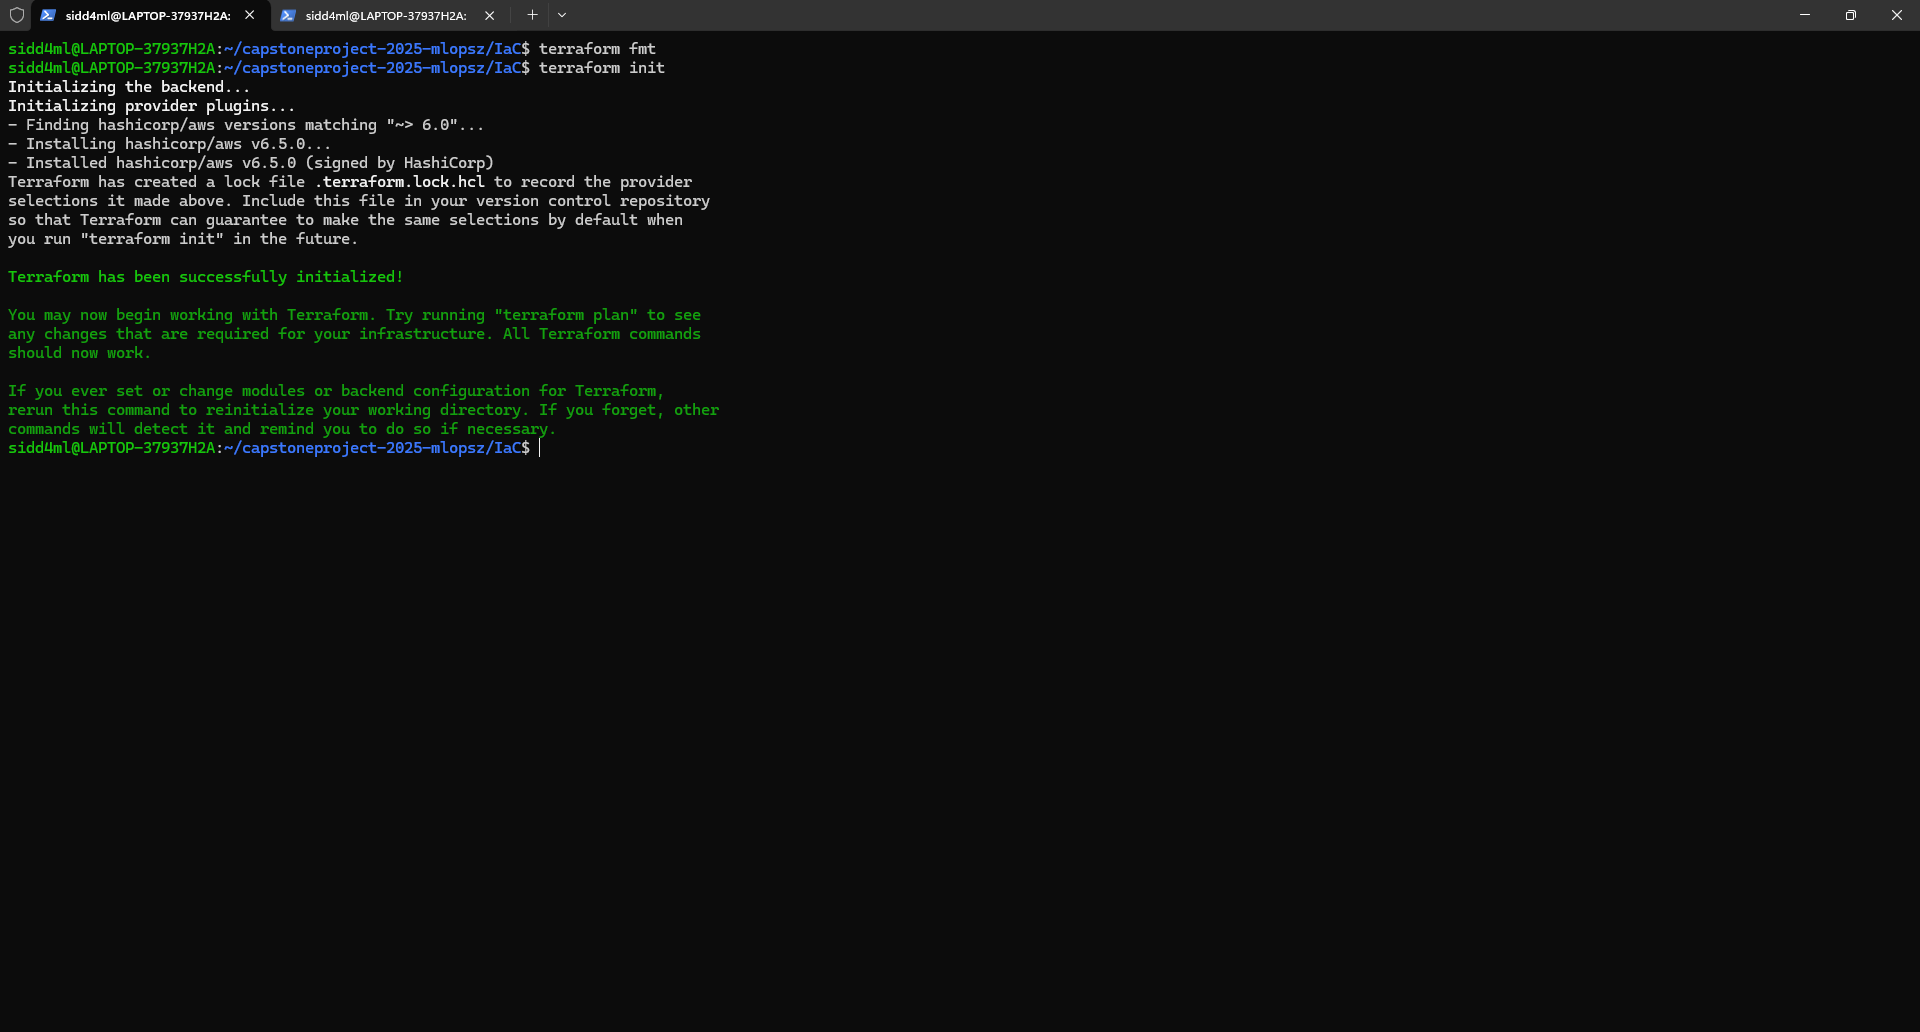 sidd4ml@LAPTOP-37937H2A: sidd4ml@LAPTOP-37937H2A:
sidd4ml@LAPTOP-37937H2A:~/capstoneproject-2025-mlopsz/IaC$ terraform fmt
sidd4ml@LAPTOP-37937H2A:~/capstoneproject-2025-mlopsz/IaC$ terraform init
Initializing the backend...
Initializing provider plugins...
- Finding hashicorp/aws versions matching "~> 6.0"...
- Installing hashicorp/aws v6.5.0...
- Installed hashicorp/aws v6.5.0 (signed by HashiCorp)
Terraform has created a lock file .terraform.lock.hcl to record the provider
selections it made above. Include this file in your version control repository
so that Terraform can guarantee to make the same selections by default when
you run "terraform init" in the future.
Terraform has been successfully initialized!
You may now begin working with Terraform. Try running "terraform plan" to see
any changes that are required for your infrastructure. All Terraform commands
should now work.
If you ever set or change modules or backend configuration for Terraform,
rerun this command to reinitialize your working directory. If you forget, other
commands will detect it and remind you to do so if necessary.
sidd4ml@LAPTOP-37937H2A:~/capstoneproject-2025-mlopsz/IaC$